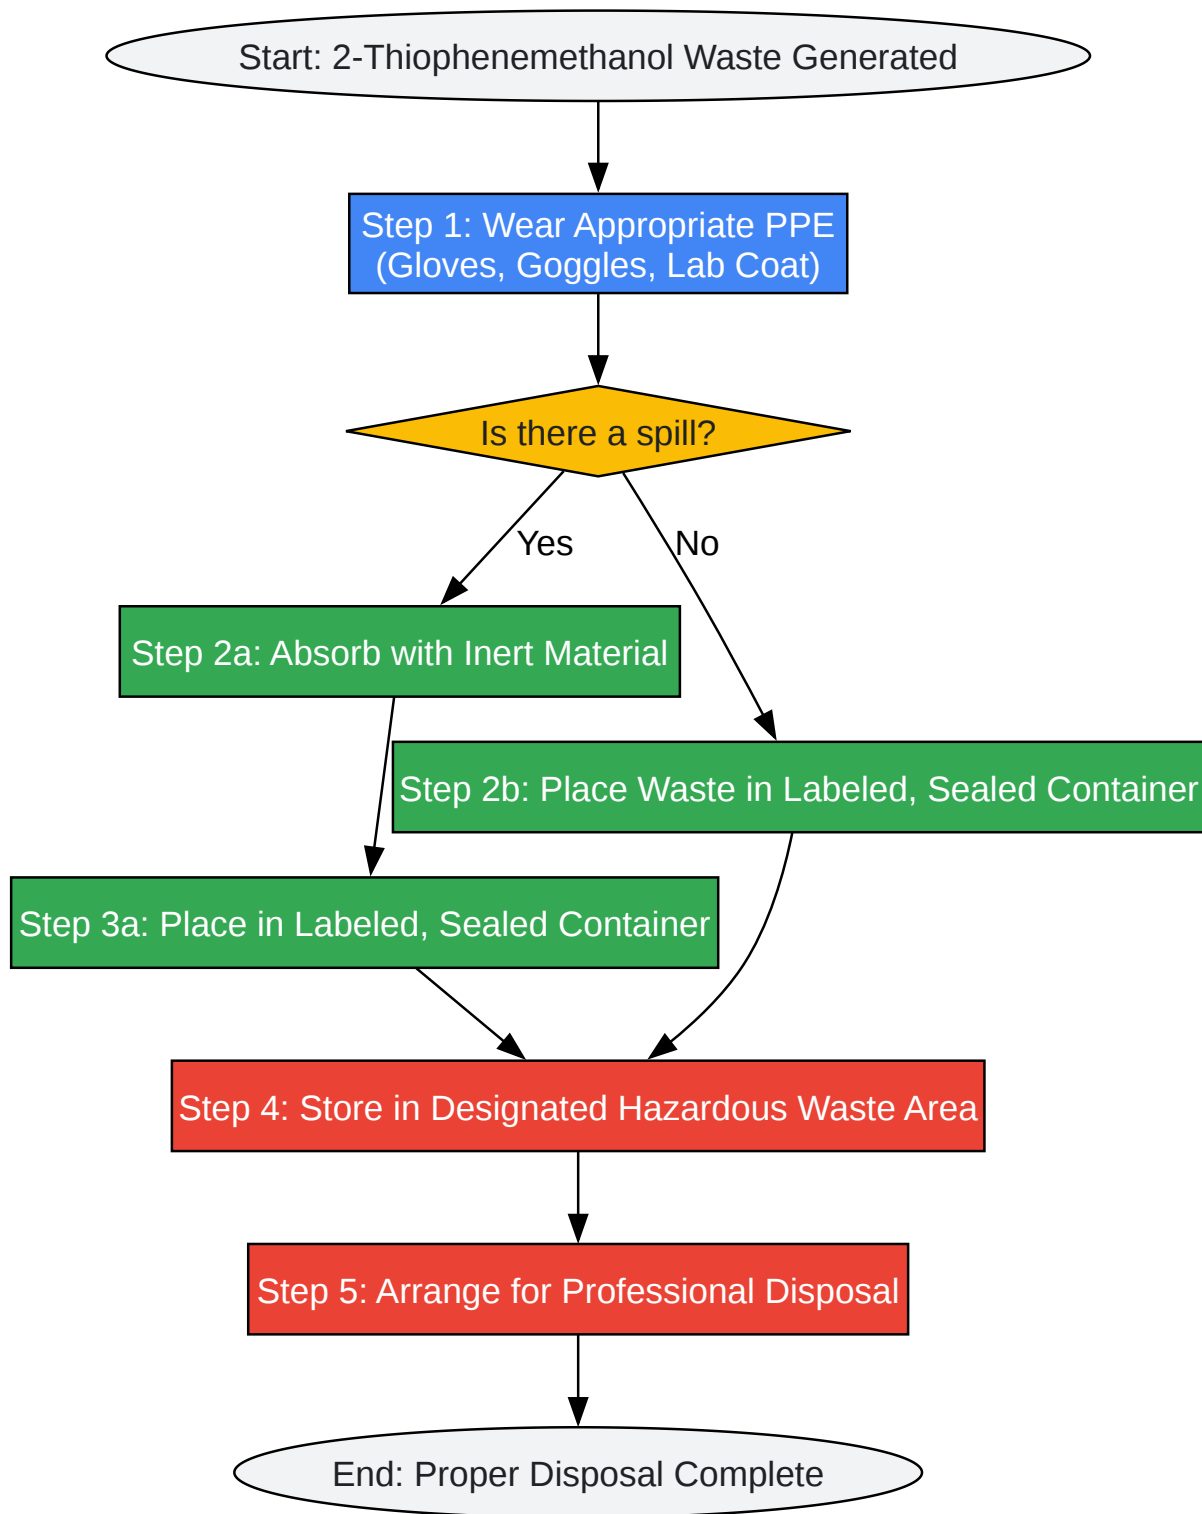 Start: 2-Thiophenemethanol Waste Generated
Step 1: Wear Appropriate PPE
(Gloves, Goggles, Lab Coat)
Is there a spill?
Yes
No
Step 2a: Absorb with Inert Material
Step 2b: Place Waste in Labeled, Sealed Container
Step 3a: Place in Labeled, Sealed Container
Step 4: Store in Designated Hazardous Waste Area
Step 5: Arrange for Professional Disposal
End: Proper Disposal Complete